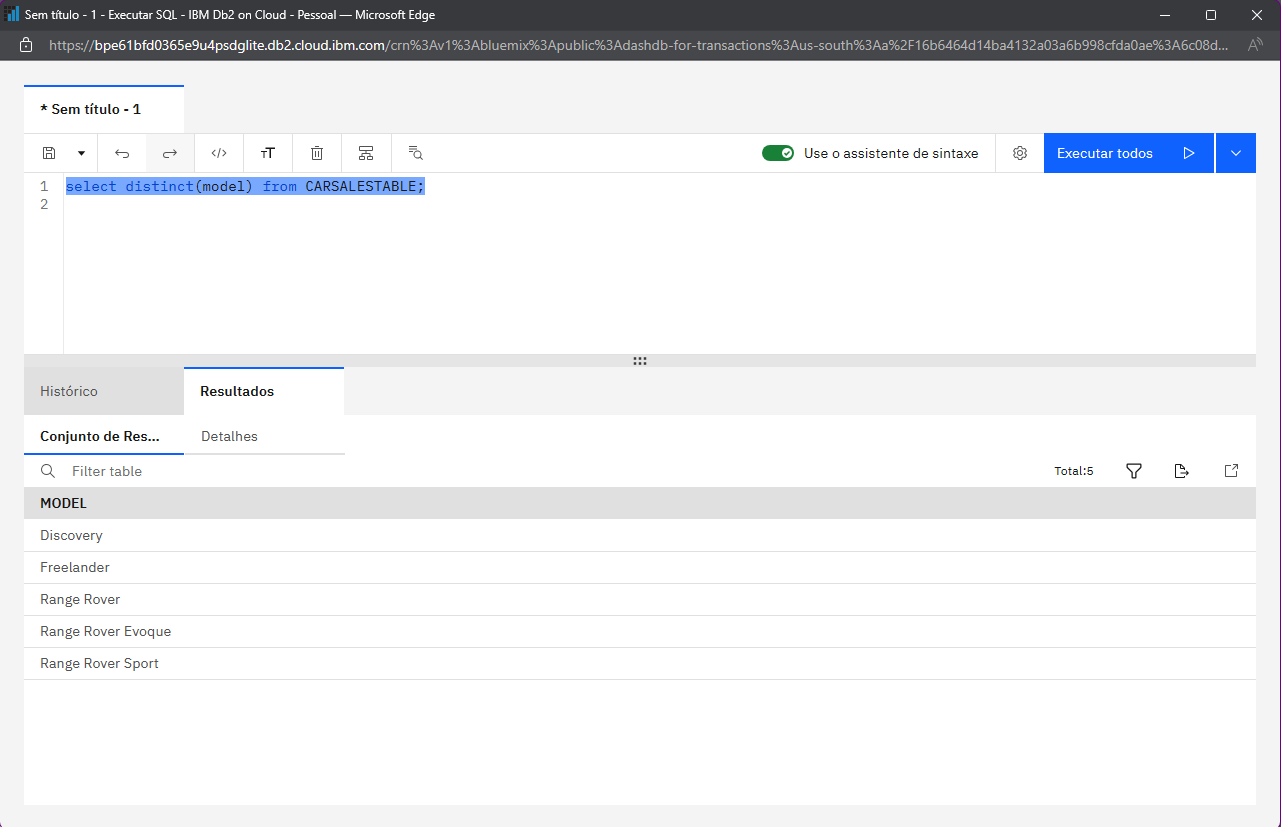 Sem título - 1 - Executar SQL - IBM Db2 on Cloud - Pessoal — Microsoft Edge
https://bpe61bfd0365e9u4psdglite.db2.cloud.ibm.com/crn%3Av1%3Abluemix%3Apublic%3Adashdb-for-transactions%3Aus-south%3Aa%2F16b6464d14ba4132a03a6b998cfda0ae%3A6c08d...
* Sem título - 1
Use o assistente de sintaxe
Executar todos
1 select distinct(model) from CARSALESTABLE;
2
Histórico
Resultados
Conjunto de Res...
Detalhes
Filter table
Total:5
MODEL
Discovery
Freelander
Range Rover
Range Rover Evoque
Range Rover Sport